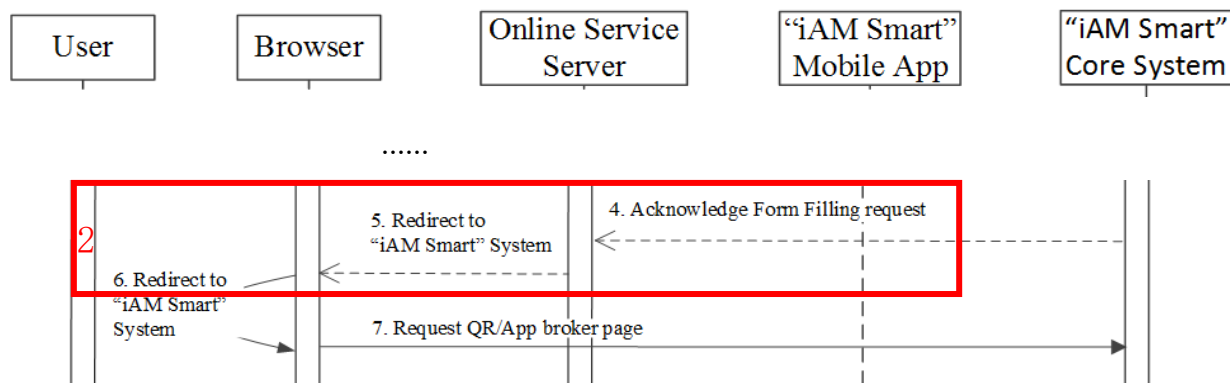 User
Browser
Online Service
Server
“iAM Smart”
Mobile App
“iAM Smart”
Core System
......
2
4. Acknowledge Form Filling request
5. Redirect to
“iAM Smart” System
6. Redirect to
“iAM Smart”
System
7. Request QR/App broker page